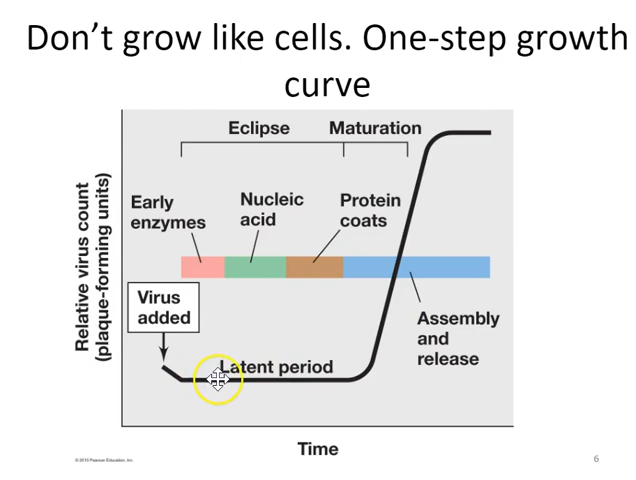 Don’t grow like cells. One-step growth
curve
Eclipse
Maturation
Early
enzymes
Nucleic
acid
Protein
coats
Relative virus count
(plaque-forming units)
Virus
added
Assembly
and
release
Latent period
Time
© 2015 Pearson Education, Inc.
6